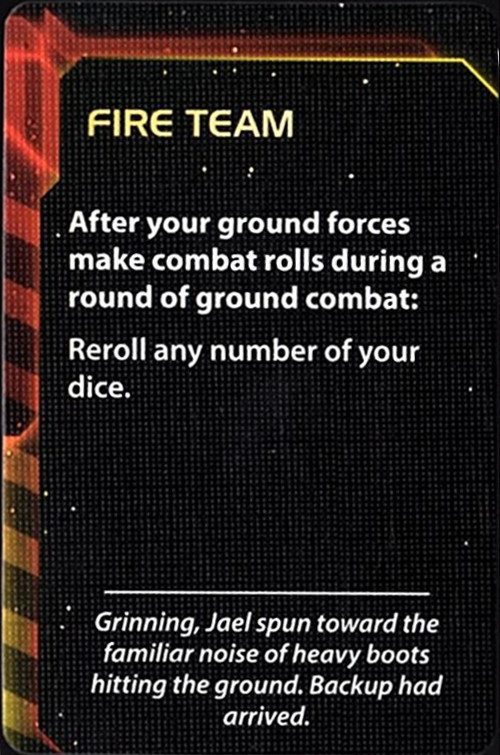 FIRE TEAM
After your ground forces
make combat rolls during a
round of ground combat:
Reroll any number of your
dice.
Grinning, Jael spun toward the
familiar noise of heavy boots
hitting the ground. Backup had
arrived.